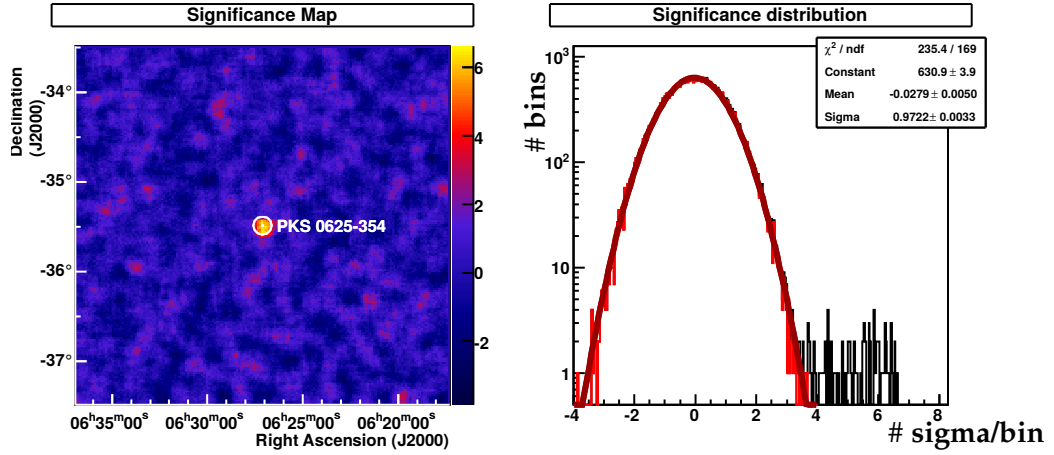 Significance Map
Declination
(J2000)
-34°
-35°
-36°
-37°
PKS 0625-354
06ʰ35ᵐ00ˢ 06ʰ30ᵐ00ˢ 06ʰ25ᵐ00ˢ 06ʰ20ᵐ00ˢ
Right Ascension (J2000)
6
4
2
0
-2
Significance distribution
χ² / ndf 235.4 / 169
Constant 630.9 ± 3.9
Mean -0.0279 ± 0.0050
Sigma 0.9722 ± 0.0033
# bins
10³
10²
10
1
-4 -2 0 2 4 6 8
# sigma/bin